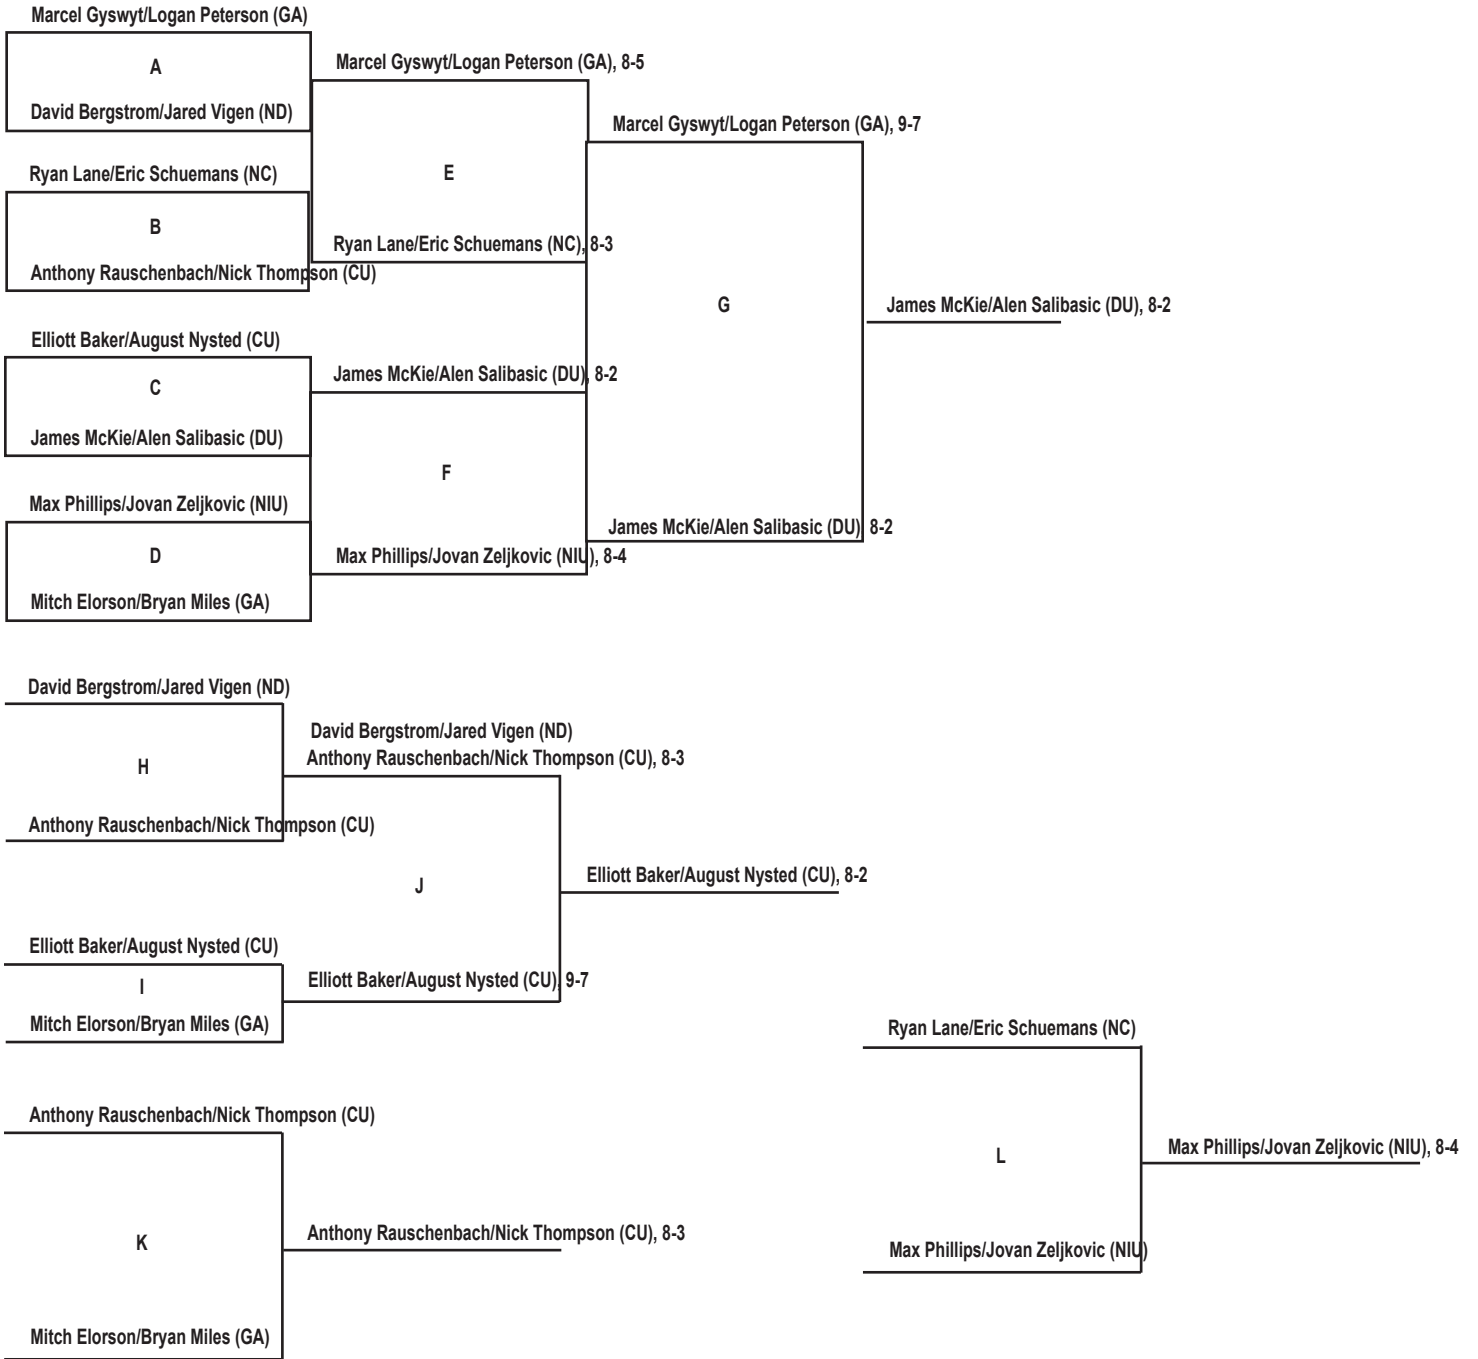 Marcel Gyswyt/Logan Peterson (GA)
A
David Bergstrom/Jared Vigen (ND)
Marcel Gyswyt/Logan Peterson (GA), 8-5
Ryan Lane/Eric Schuemans (NC)
B
Anthony Rauschenbach/Nick Thompson (CU)
E
Ryan Lane/Eric Schuemans (NC), 8-3
Marcel Gyswyt/Logan Peterson (GA), 9-7
Elliott Baker/August Nysted (CU)
C
James McKie/Alen Salibasic (DU)
James McKie/Alen Salibasic (DU), 8-2
Max Phillips/Jovan Zeljkovic (NIU)
D
Mitch Elorson/Bryan Miles (GA)
F
Max Phillips/Jovan Zeljkovic (NIU), 8-4
G
James McKie/Alen Salibasic (DU), 8-2
James McKie/Alen Salibasic (DU), 8-2
David Bergstrom/Jared Vigen (ND)
H
Anthony Rauschenbach/Nick Thompson (CU)
David Bergstrom/Jared Vigen (ND)
Anthony Rauschenbach/Nick Thompson (CU), 8-3
J
Elliott Baker/August Nysted (CU), 8-2
Elliott Baker/August Nysted (CU)
I
Mitch Elorson/Bryan Miles (GA)
Elliott Baker/August Nysted (CU), 9-7
Anthony Rauschenbach/Nick Thompson (CU)
K
Mitch Elorson/Bryan Miles (GA)
Anthony Rauschenbach/Nick Thompson (CU), 8-3
Ryan Lane/Eric Schuemans (NC)
L
Max Phillips/Jovan Zeljkovic (NIU)
Max Phillips/Jovan Zeljkovic (NIU), 8-4